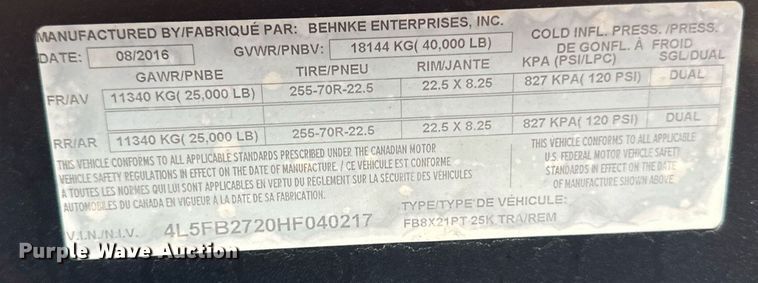 MANUFACTURED BY/FABRIQUÉ PAR: BEHNKE ENTERPRISES, INC.
DATE: 08/2016 GVWR/PNBV: 18144 KG( 40,000 LB)
COLD INFL. PRESS. /PRESS.
DE GONFL. À FROID
GAWR/PNBE TIRE/PNEU RIM/JANTE KPA (PSI/LPC) SGL/DUAL
FR/AV 11340 KG( 25,000 LB) 255-70R-22.5 22.5 X 8.25 827 KPA( 120 PSI) DUAL
RR/AR 11340 KG( 25,000 LB) 255-70R-22.5 22.5 X 8.25 827 KPA( 120 PSI) DUAL
THIS VEHICLE CONFORMS TO ALL APPLICABLE STANDARDS PRESCRIBED UNDER THE CANADIAN MOTOR
VEHICLE SAFETY REGULATIONS IN EFFECT ON THE DATE OF MANUFACTURE. / CE VÉHICULE EST CONFORME
A TOUTES LES NORMES QUI LUI SONT APPLICABLES EN VERTU DU RÈGLEMENT SUR LA SÉCURITÉ DES VÉHICULES
AUTOMOBILES DU CANADA EN VIGUEUR À LA DATE DE SA FABRICATION.
THIS VEHICLE CONFORMS TO ALL APPLICABLE
U.S. FEDERAL MOTOR VEHICLE SAFETY
STANDARDS IN EFFECT ON THE DATE
OF MANUFACTURE SHOWN ABOVE.
V.I.N./N.I.V. 4L5FB2720HF040217
TYPE/TYPE DE VÉHICULE:
FB8X21PT 25K TRA/REM
Purple Wave Auction